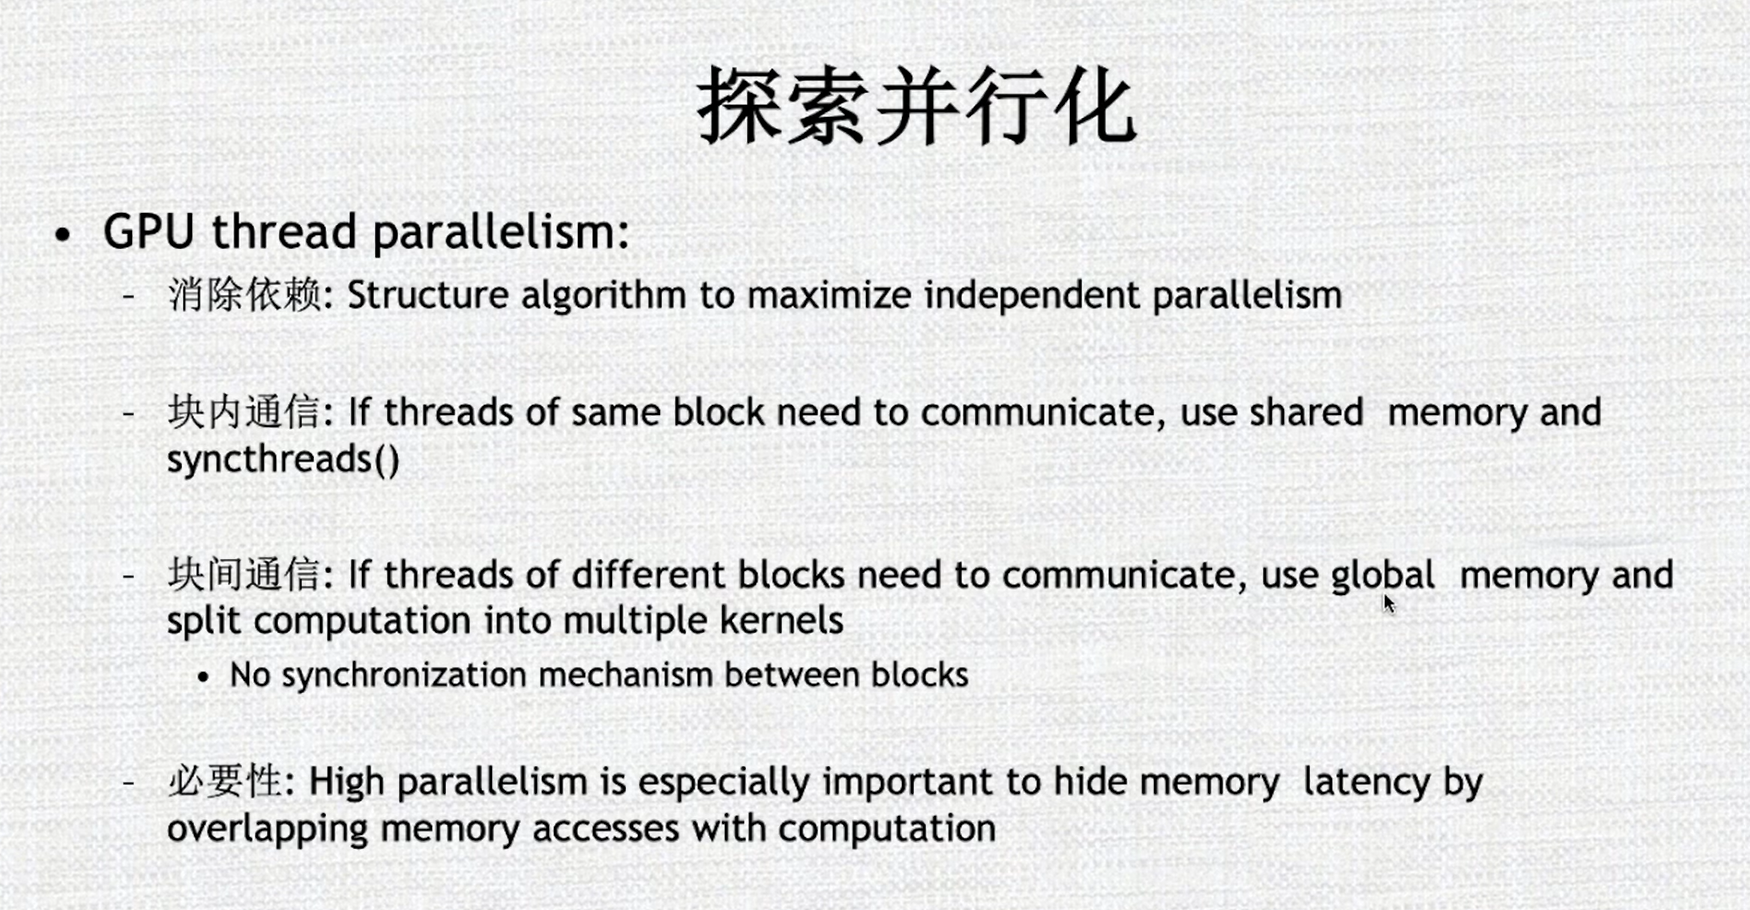 探索并行化
• GPU thread parallelism:
- 消除依赖: Structure algorithm to maximize independent parallelism
- 块内通信: If threads of same block need to communicate, use shared memory and
syncthreads()
- 块间通信: If threads of different blocks need to communicate, use global memory and
split computation into multiple kernels
• No synchronization mechanism between blocks
- 必要性: High parallelism is especially important to hide memory latency by
overlapping memory accesses with computation